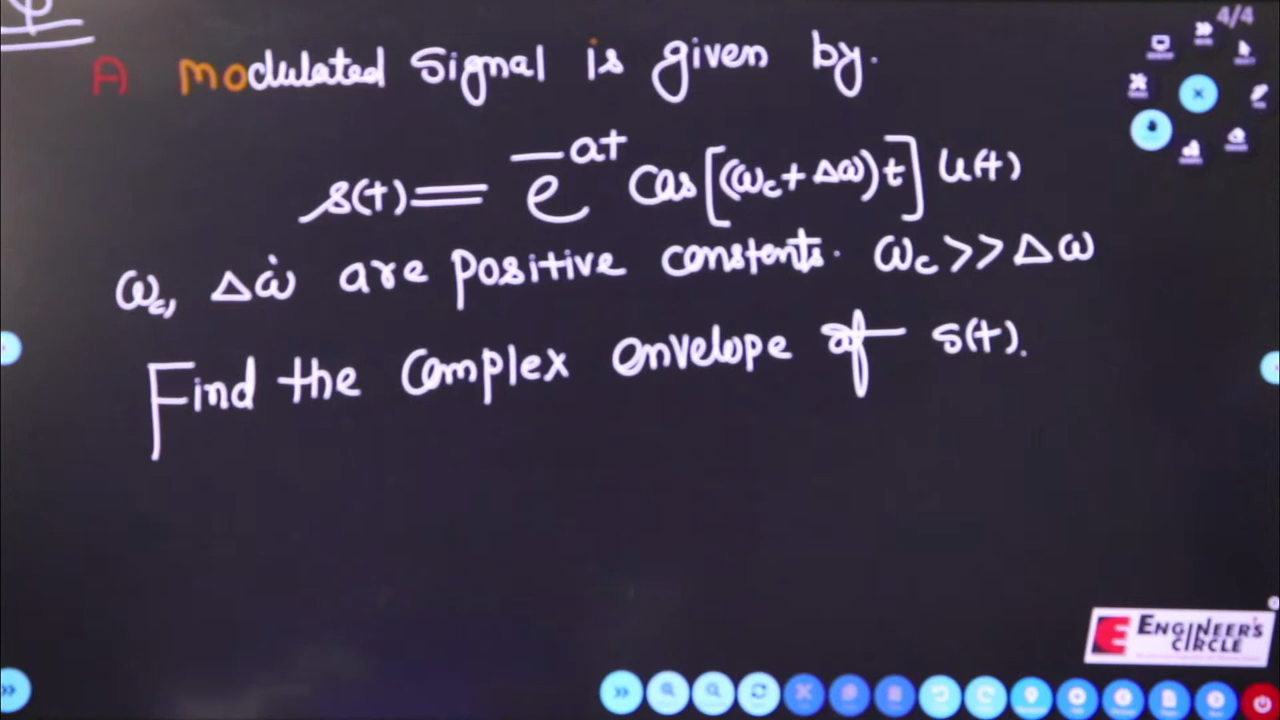 4/4
A modulated signal is given by.
s(t) = e^-at cos[(ωc + Δω)t] u(t)
ωc, Δω are positive constents. ωc >> Δω
Find the complex envelope of s(t).
ENGINEER'S
CIRCLE